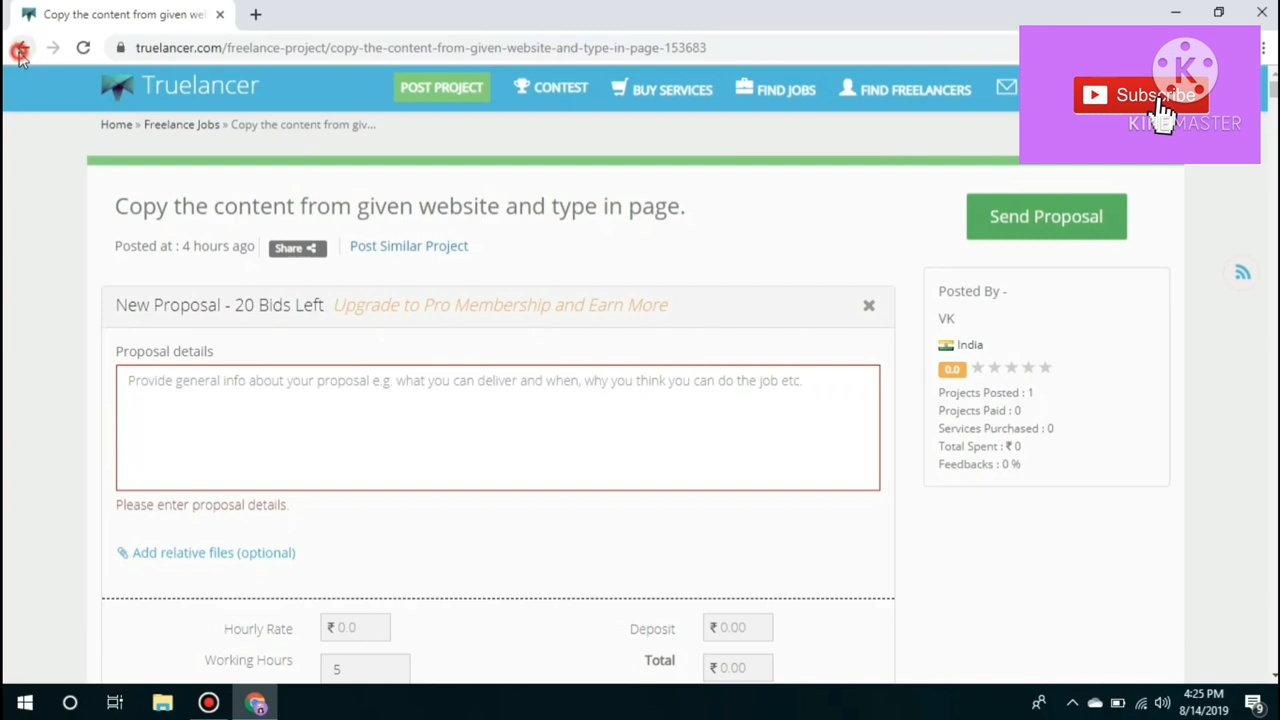 Copy the content from given we
truelancer.com/freelance-project/copy-the-content-from-given-website-and-type-in-page-153683
Subscribe
K
KINEMASTER
Truelancer
POST PROJECT
CONTEST
BUY SERVICES
FIND JOBS
FIND FREELANCERS
Home » Freelance Jobs » Copy the content from giv...
Copy the content from given website and type in page.
Send Proposal
Posted at : 4 hours ago
Share
Post Similar Project
New Proposal - 20 Bids Left Upgrade to Pro Membership and Earn More
Proposal details
Provide general info about your proposal e.g. what you can deliver and when, why you think you can do the job etc.
Please enter proposal details.
Add relative files (optional)
Hourly Rate
₹ 0.0
Deposit
₹ 0.00
Working Hours
5
Total
₹ 0.00
Posted By -
VK
India
0.0
Projects Posted : 1
Projects Paid : 0
Services Purchased : 0
Total Spent : ₹ 0
Feedbacks : 0 %
4:25 PM
8/14/2019
9